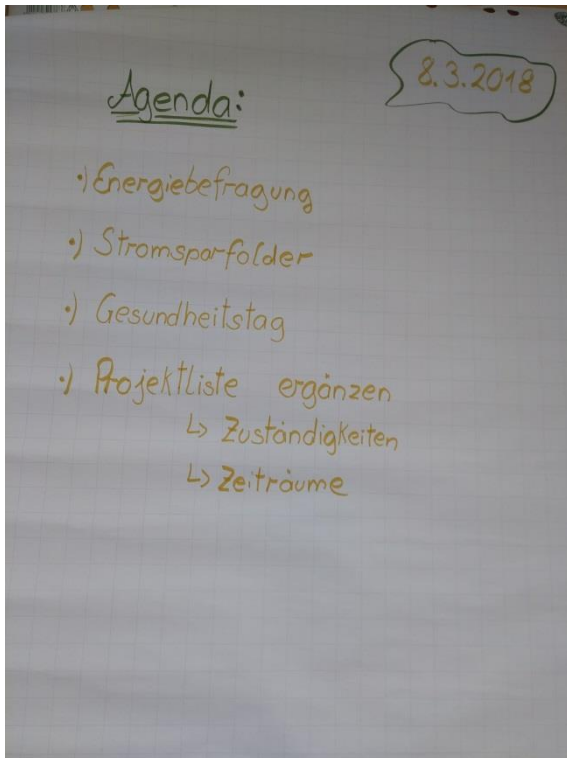 8.3.2018
Agenda:
•) Energiebefragung
•) Stromsparfolder
•) Gesundheitstag
•) Projektliste ergänzen
↳ Zuständigkeiten
↳ Zeiträume